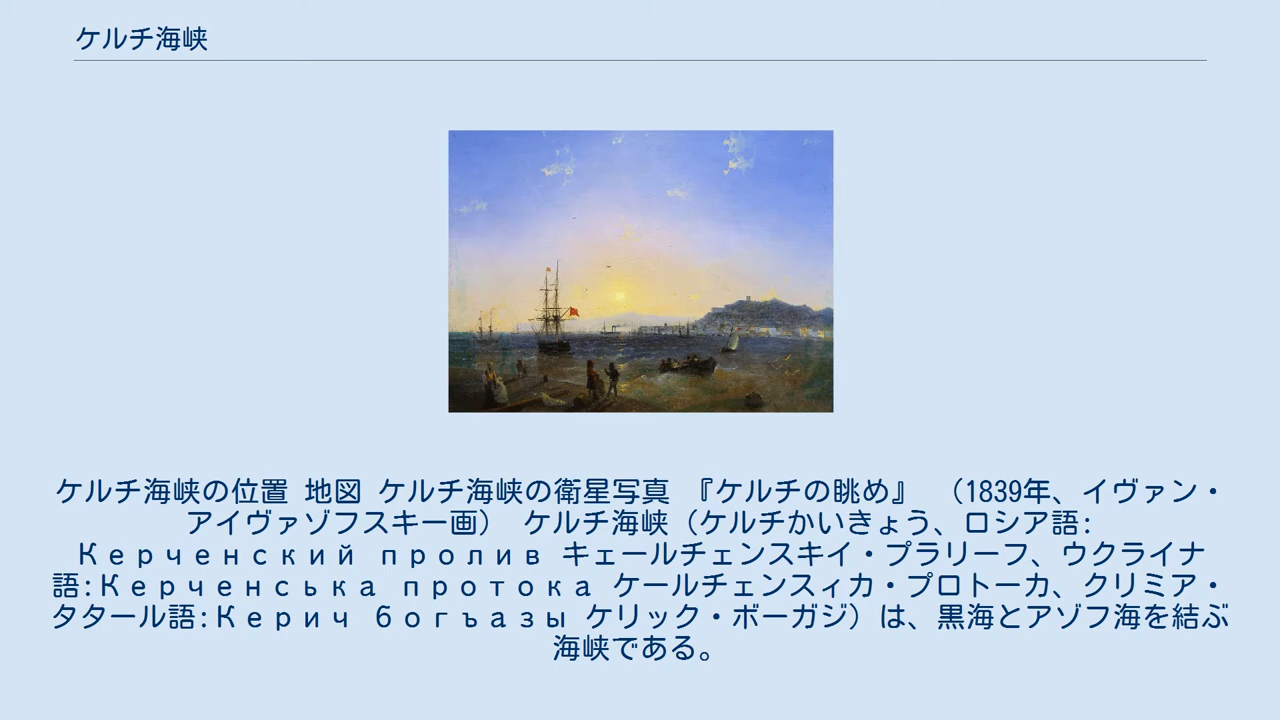 ケルチ海峡
ケルチ海峡の位置 地図 ケルチ海峡の衛星写真 『ケルチの眺め』 （1839年、イヴァン・
アイヴァゾフスキー画） ケルチ海峡（ケルチかいきょう、ロシア語:
Керченский пролив キェールチェンスキイ・プラリーフ、ウクライナ
語:Керченська протока ケールチェンスィカ・プロトーカ、クリミア・
タタール語:Керич богъазы ケリック・ボーガジ）は、黒海とアゾフ海を結ぶ
海峡である。